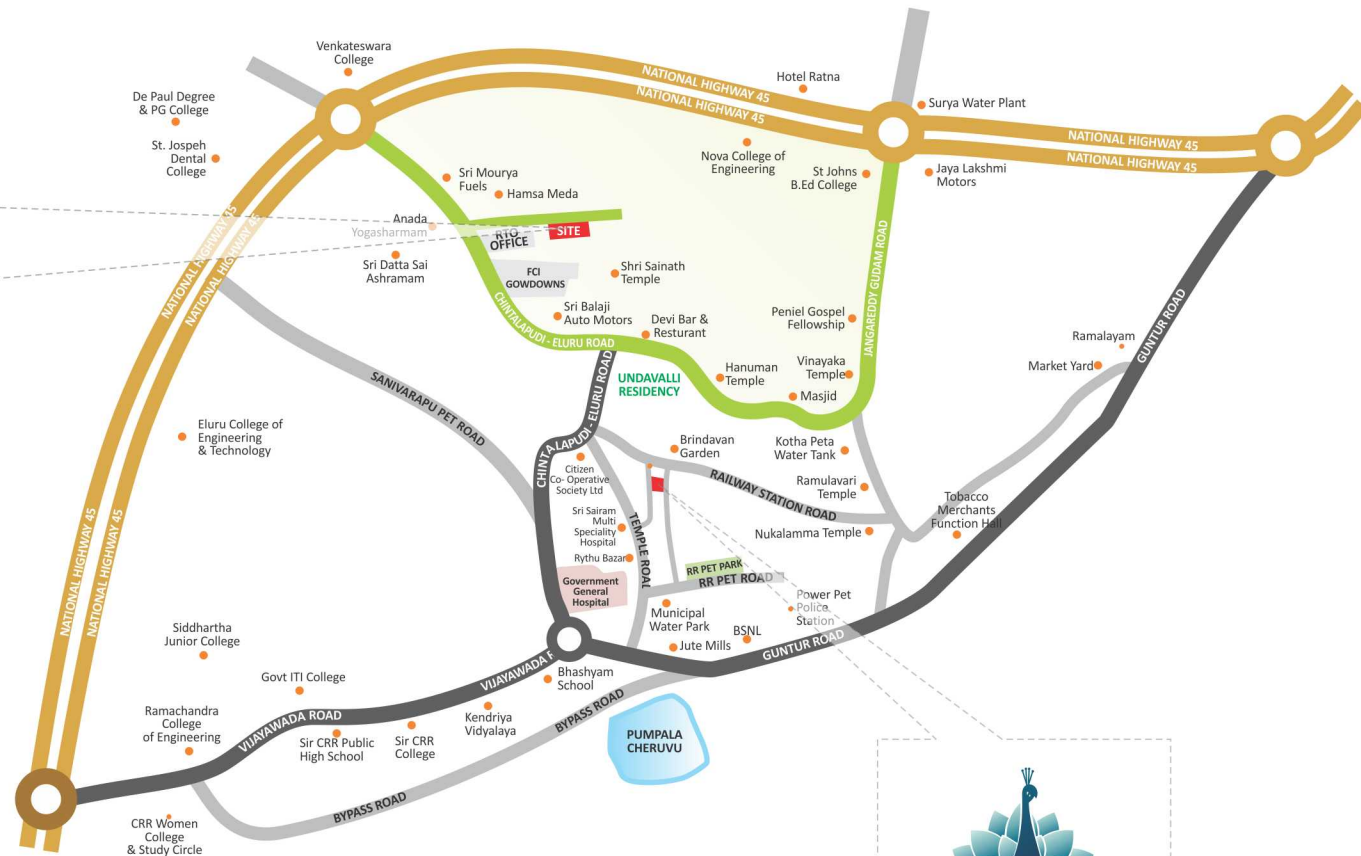 Venkateswara
College
De Paul Degree
& PG College
St. Jospeh
Dental
College
NATIONAL HIGHWAY 45
NATIONAL HIGHWAY 45
Hotel Ratna
Surya Water Plant
NATIONAL HIGHWAY 45
NATIONAL HIGHWAY 45
Nova College of
Engineering
St Johns
B.Ed College
Jaya Lakshmi
Motors
Sri Mourya
Fuels
Hamsa Meda
Anada
Yogasharmam
RTO
OFFICE
SITE
NATIONAL HIGHWAY 45
NATIONAL HIGHWAY 45
Sri Datta Sai
Ashramam
FCI
GOWDOWNS
Shri Sainath
Temple
JANGAREDDY GUDAM ROAD
CHINTALAPUDI - ELURU ROAD
Sri Balaji
Auto Motors
Devi Bar &
Resturant
Peniel Gospel
Fellowship
GUNTUR ROAD
Ramalayam
Market Yard
Hanuman
Temple
Vinayaka
Temple
Masjid
UNDAVALLI
RESIDENCY
SANIVARAPU PET ROAD
CHINTALAPUDI - ELURU ROAD
Eluru College of
Engineering
& Technology
Brindavan
Garden
Kotha Peta
Water Tank
Citizen
Co- Operative
Society Ltd
RAILWAY STATION ROAD
Ramulavari
Temple
Tobacco
Merchants
Function Hall
Sri Sairam
Multi
Speciality
Hospital
TEMPLE ROAD
Nukalamma Temple
Rythu Bazar
RR PET PARK
RR PET ROAD
Government
General
Hospital
NATIONAL HIGHWAY 45
NATIONAL HIGHWAY 45
Municipal
Water Park
Power Pet
Police
Station
Siddhartha
Junior College
Jute Mills
BSNL
GUNTUR ROAD
Govt ITI College
VIJAYAWADA R
Bhashyam
School
Ramachandra
College
of Engineering
VIJAYAWADA ROAD
Sir CRR Public
High School
Sir CRR
College
Kendriya
Vidyalaya
BYPASS ROAD
PUMPALA
CHERUVU
BYPASS ROAD
CRR Women
College
& Study Circle